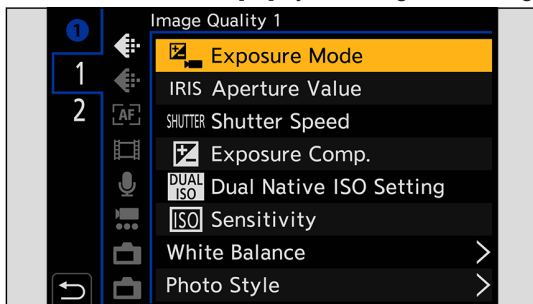 Image Quality 1
1
1
2
[AF]
Exposure Mode
IRIS Aperture Value
SHUTTER Shutter Speed
Exposure Comp.
DUAL ISO Dual Native ISO Setting
ISO Sensitivity
White Balance
Photo Style